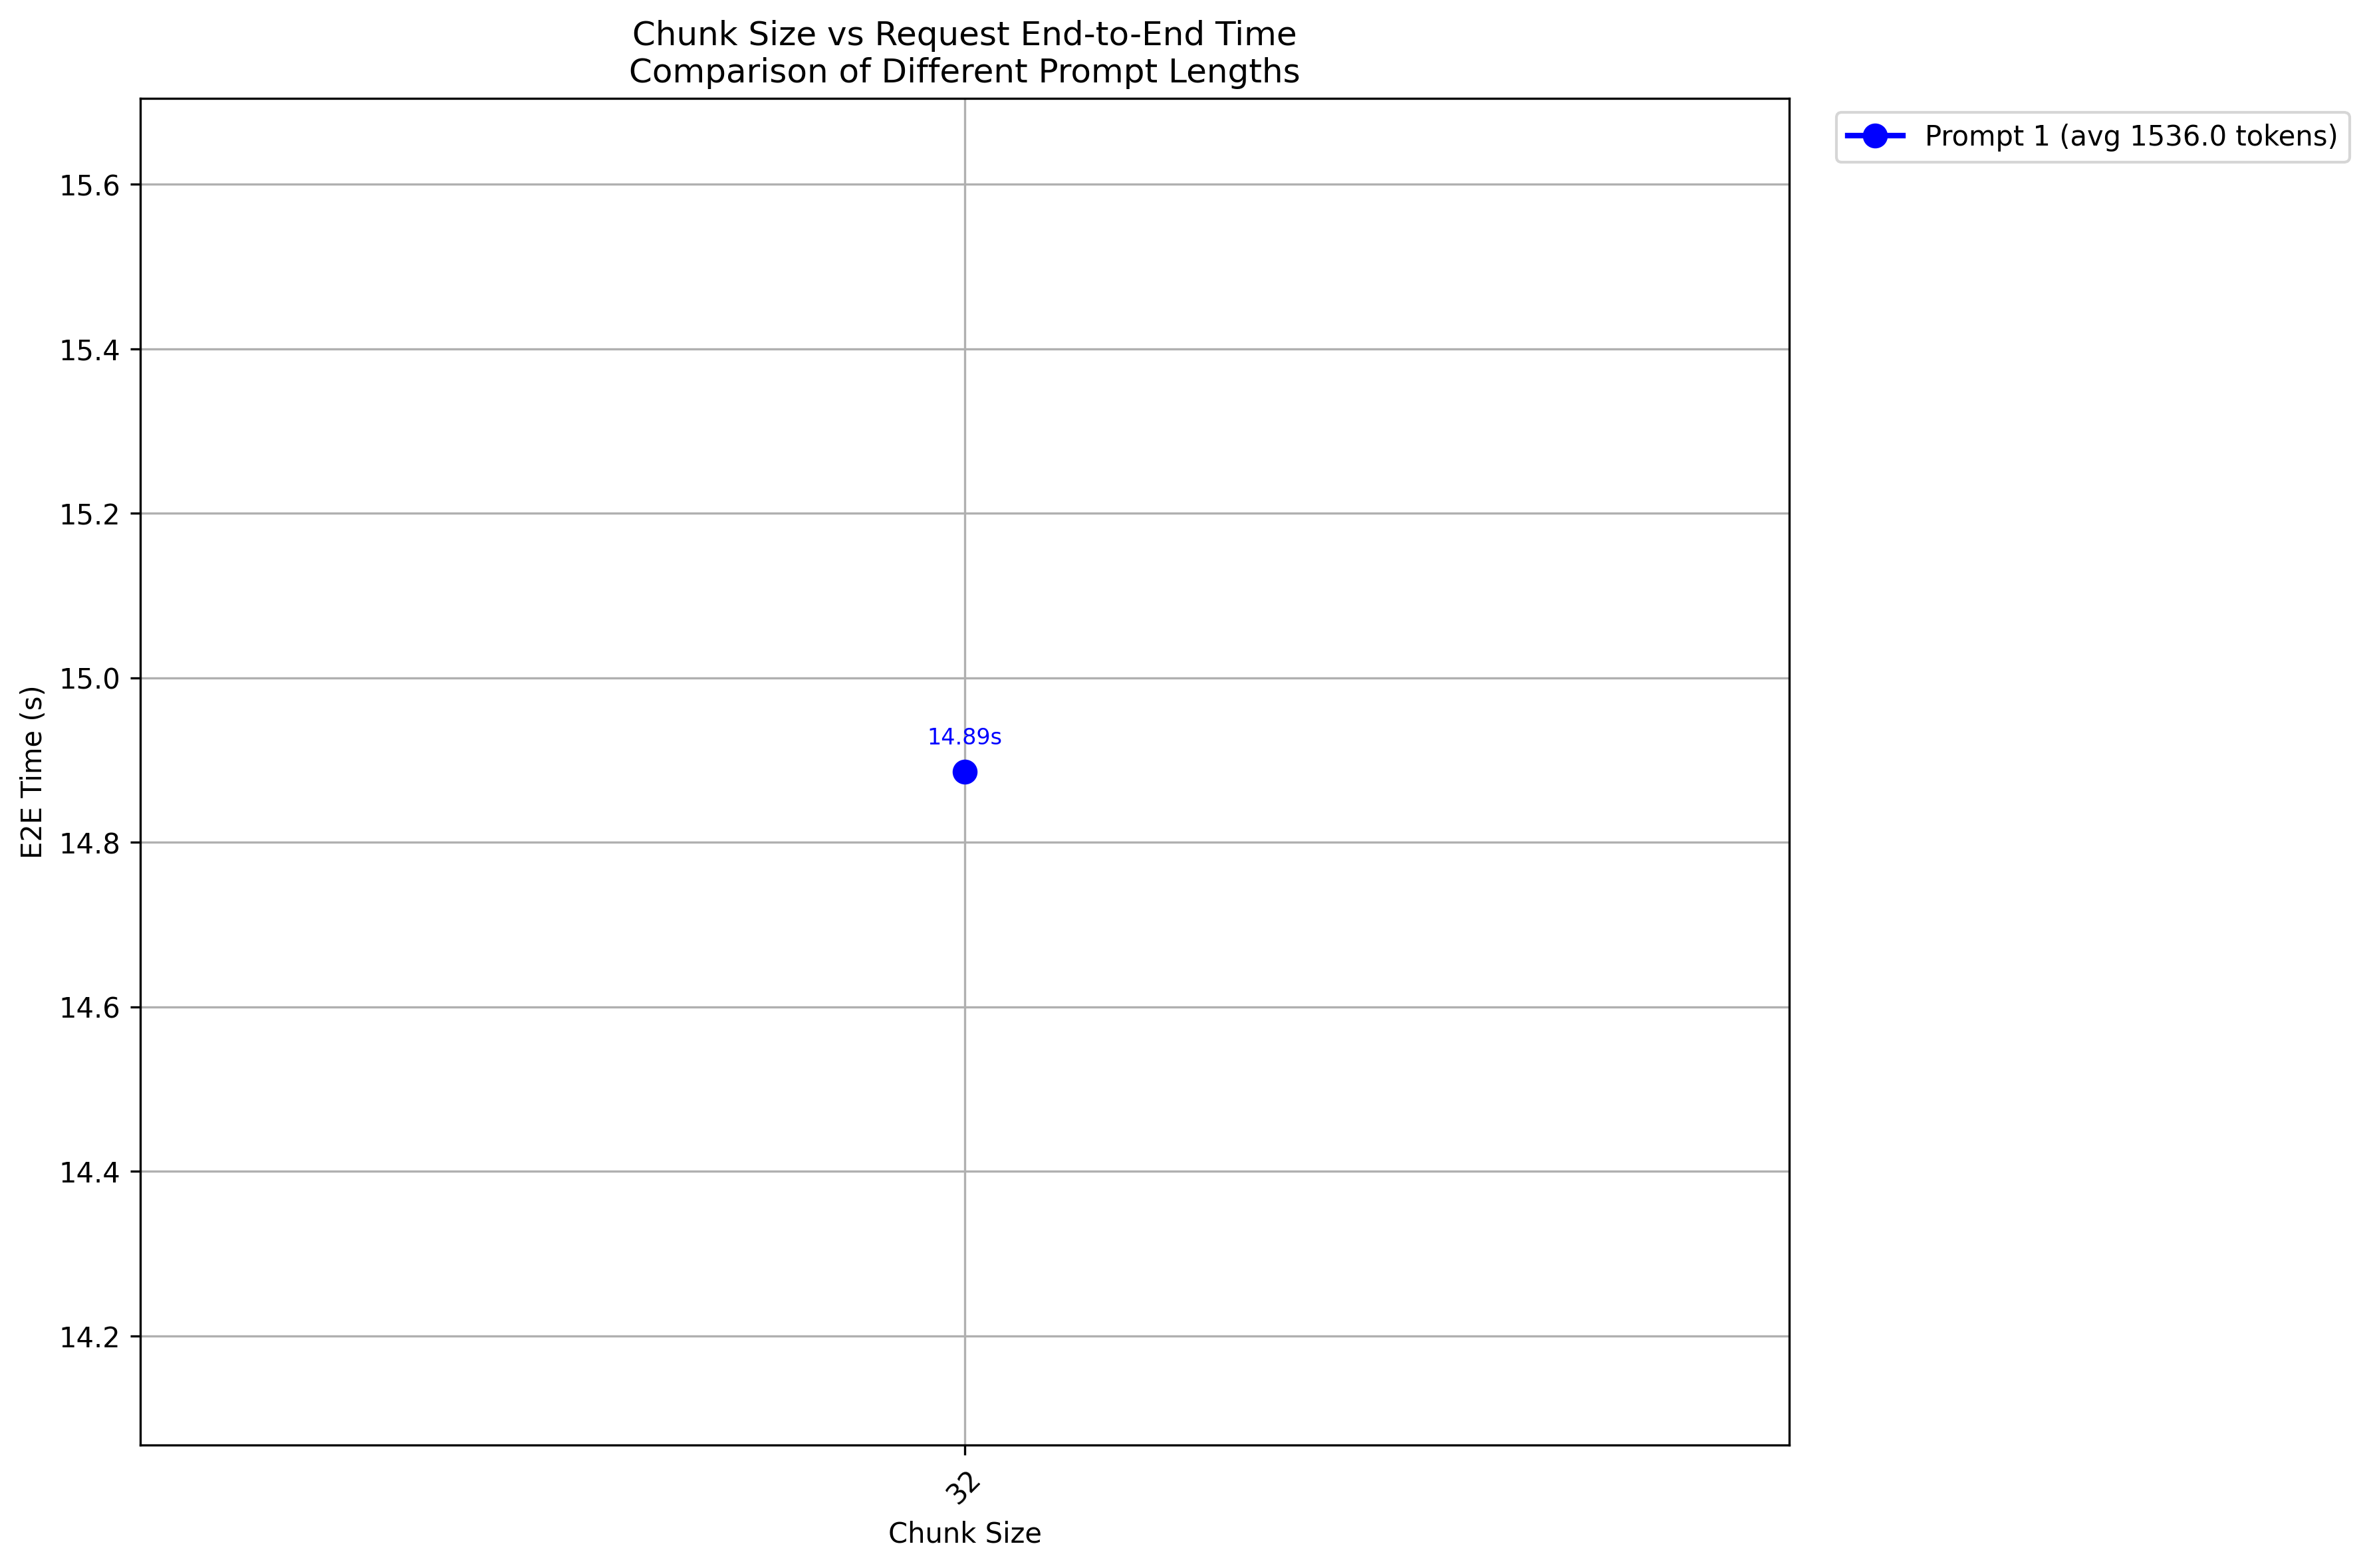 Chunk Size vs Request End-to-End Time
Comparison of Different Prompt Lengths
Prompt 1 (avg 1536.0 tokens)
15.6
15.4
15.2
15.0
14.8
14.6
14.4
14.2
E2E Time (s)
14.89s
32
Chunk Size